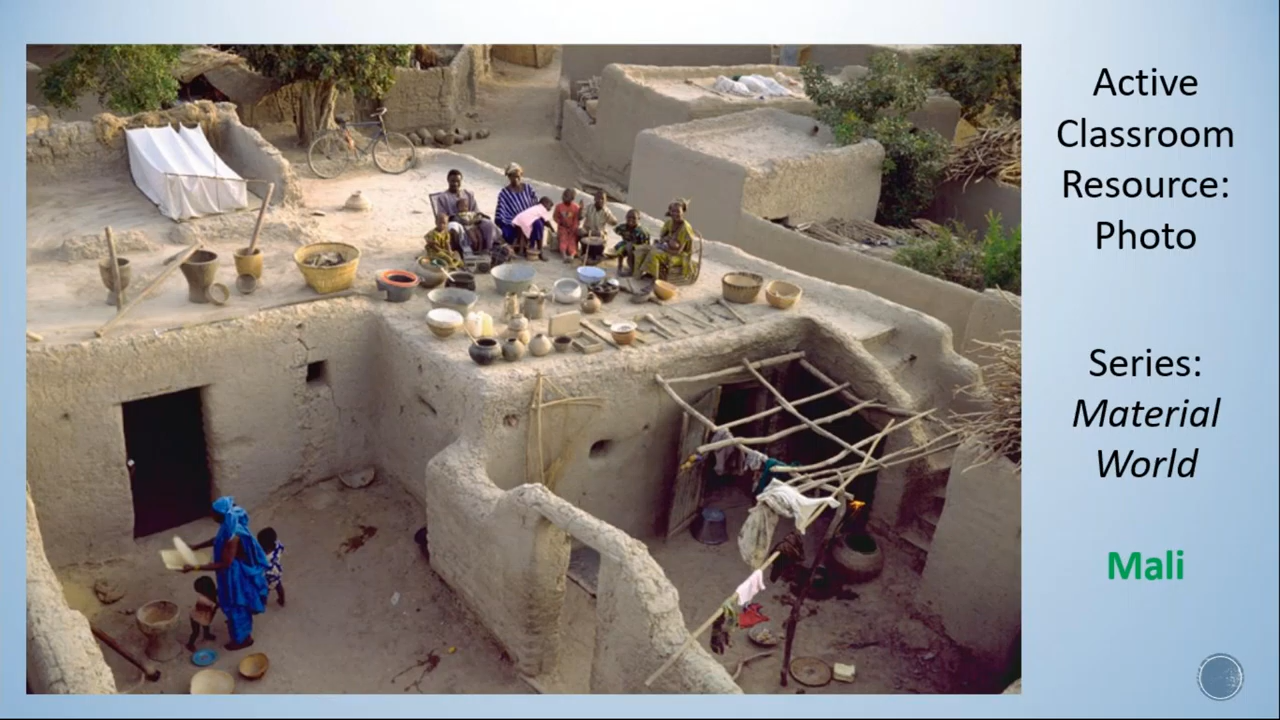 Active
Classroom
Resource:
Photo
Series:
Material
World
Mali